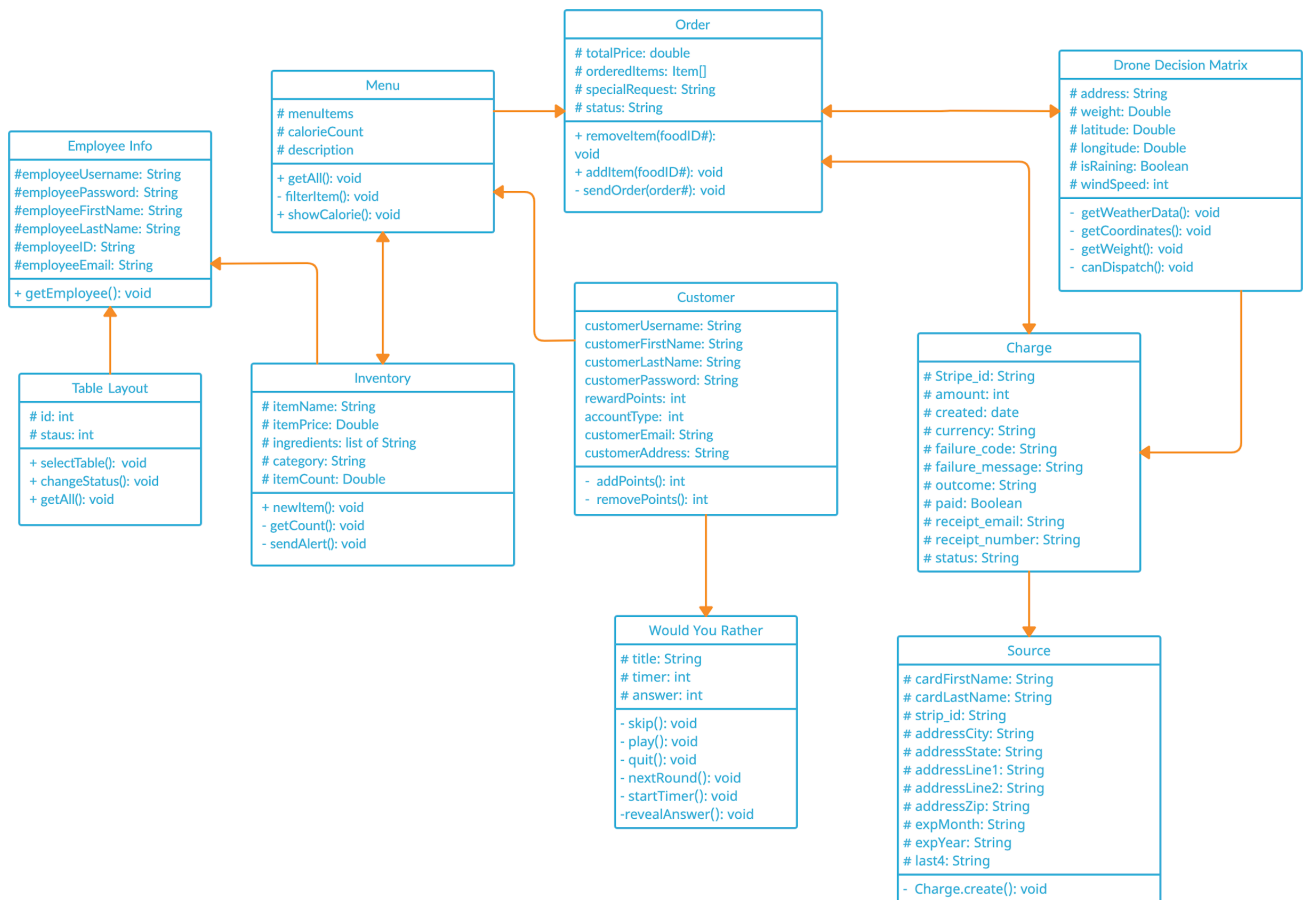 Order
# totalPrice: double
# orderedItems: Item[]
# specialRequest: String
# status: String
+ removeItem(foodID#):
void
+ addItem(foodID#): void
- sendOrder(order#): void
Drone Decision Matrix
# address: String
# weight: Double
# latitude: Double
# longitude: Double
# isRaining: Boolean
# windSpeed: int
- getWeatherData(): void
- getCoordinates(): void
- getWeight(): void
- canDispatch(): void
Menu
# menuItems
# calorieCount
# description
+ getAll(): void
- filterItem(): void
+ showCalorie(): void
Employee Info
#employeeUsername: String
#employeePassword: String
#employeeFirstName: String
#employeeLastName: String
#employeeID: String
#employeeEmail: String
+ getEmployee(): void
Customer
customerUsername: String
customerFirstName: String
customerLastName: String
customerPassword: String
rewardPoints: int
accountType: int
customerEmail: String
customerAddress: String
- addPoints(): int
- removePoints(): int
Charge
# Stripe_id: String
# amount: int
# created: date
# currency: String
# failure_code: String
# failure_message: String
# outcome: String
# paid: Boolean
# receipt_email: String
# receipt_number: String
# status: String
Table Layout
# id: int
# staus: int
+ selectTable(): void
+ changeStatus(): void
+ getAll(): void
Inventory
# itemName: String
# itemPrice: Double
# ingredients: list of String
# category: String
# itemCount: Double
+ newItem(): void
- getCount(): void
- sendAlert(): void
Would You Rather
# title: String
# timer: int
# answer: int
- skip(): void
- play(): void
- quit(): void
- nextRound(): void
- startTimer(): void
-revealAnswer(): void
Source
# cardFirstName: String
# cardLastName: String
# strip_id: String
# addressCity: String
# addressState: String
# addressLine1: String
# addressLine2: String
# addressZip: String
# expMonth: String
# expYear: String
# last4: String
- Charge.create(): void